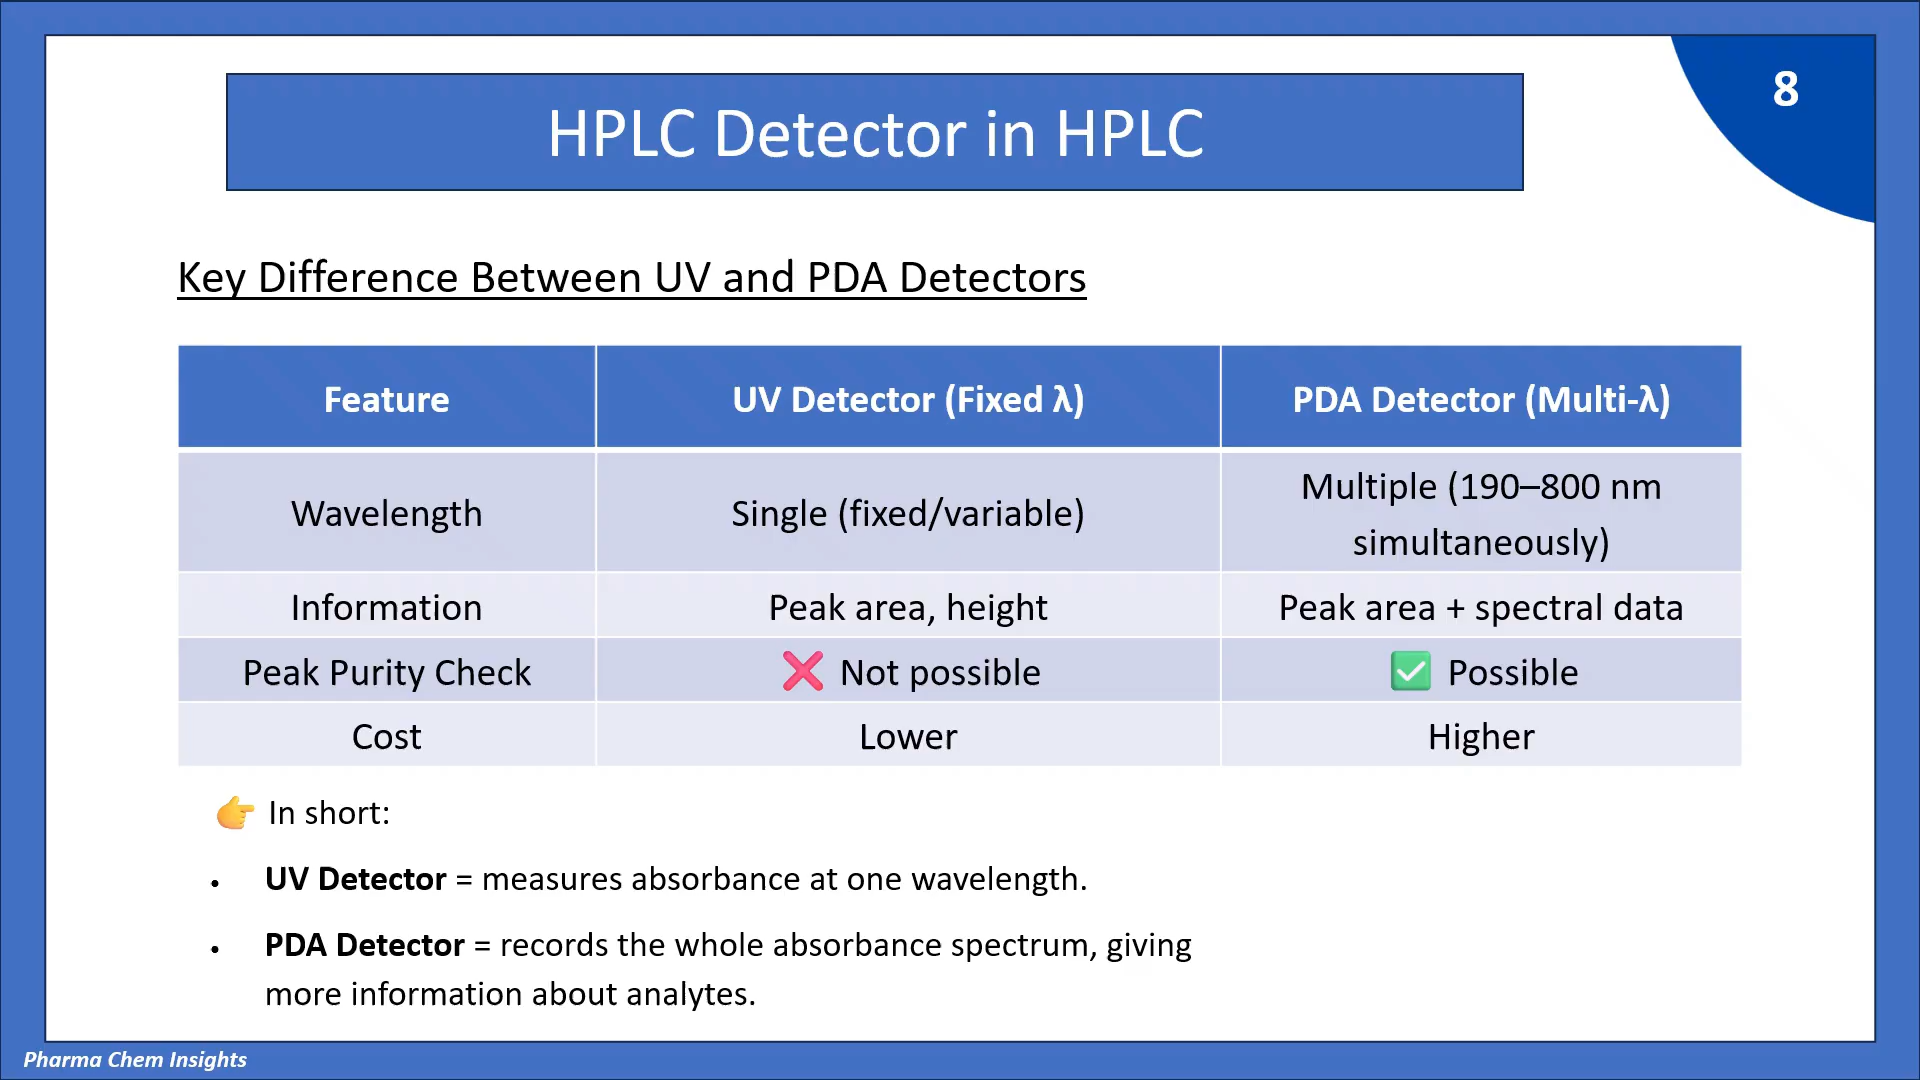 8
HPLC Detector in HPLC
Key Difference Between UV and PDA Detectors
Feature UV Detector (Fixed λ) PDA Detector (Multi-λ)
Wavelength Single (fixed/variable) Multiple (190–800 nm
simultaneously)
Information Peak area, height Peak area + spectral data
Peak Purity Check ❌ Not possible ✅ Possible
Cost Lower Higher
👉 In short:
• UV Detector = measures absorbance at one wavelength.
• PDA Detector = records the whole absorbance spectrum, giving
more information about analytes.
Pharma Chem Insights